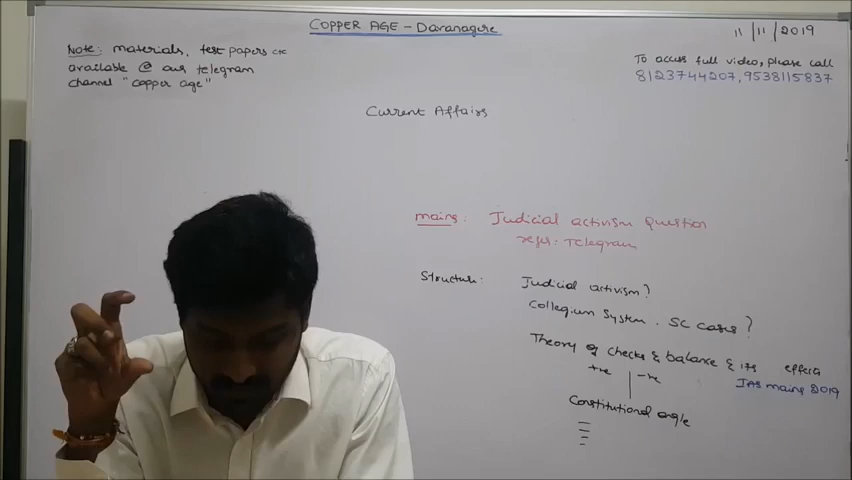 COPPER AGE - Davanagere
11/11/2019
Note: materials, test papers etc
available @ our telegram
channel "copper age"
To access full video, please call
8123744207, 9538115837
Current Affairs
mains: Judicial activism Question
refer: Telegram
Structure: Judicial activism?
Collegium System. SC cases?
Theory of checks & balance & its effects
+ve -ve
IAS mains 2019
Constitutional angle